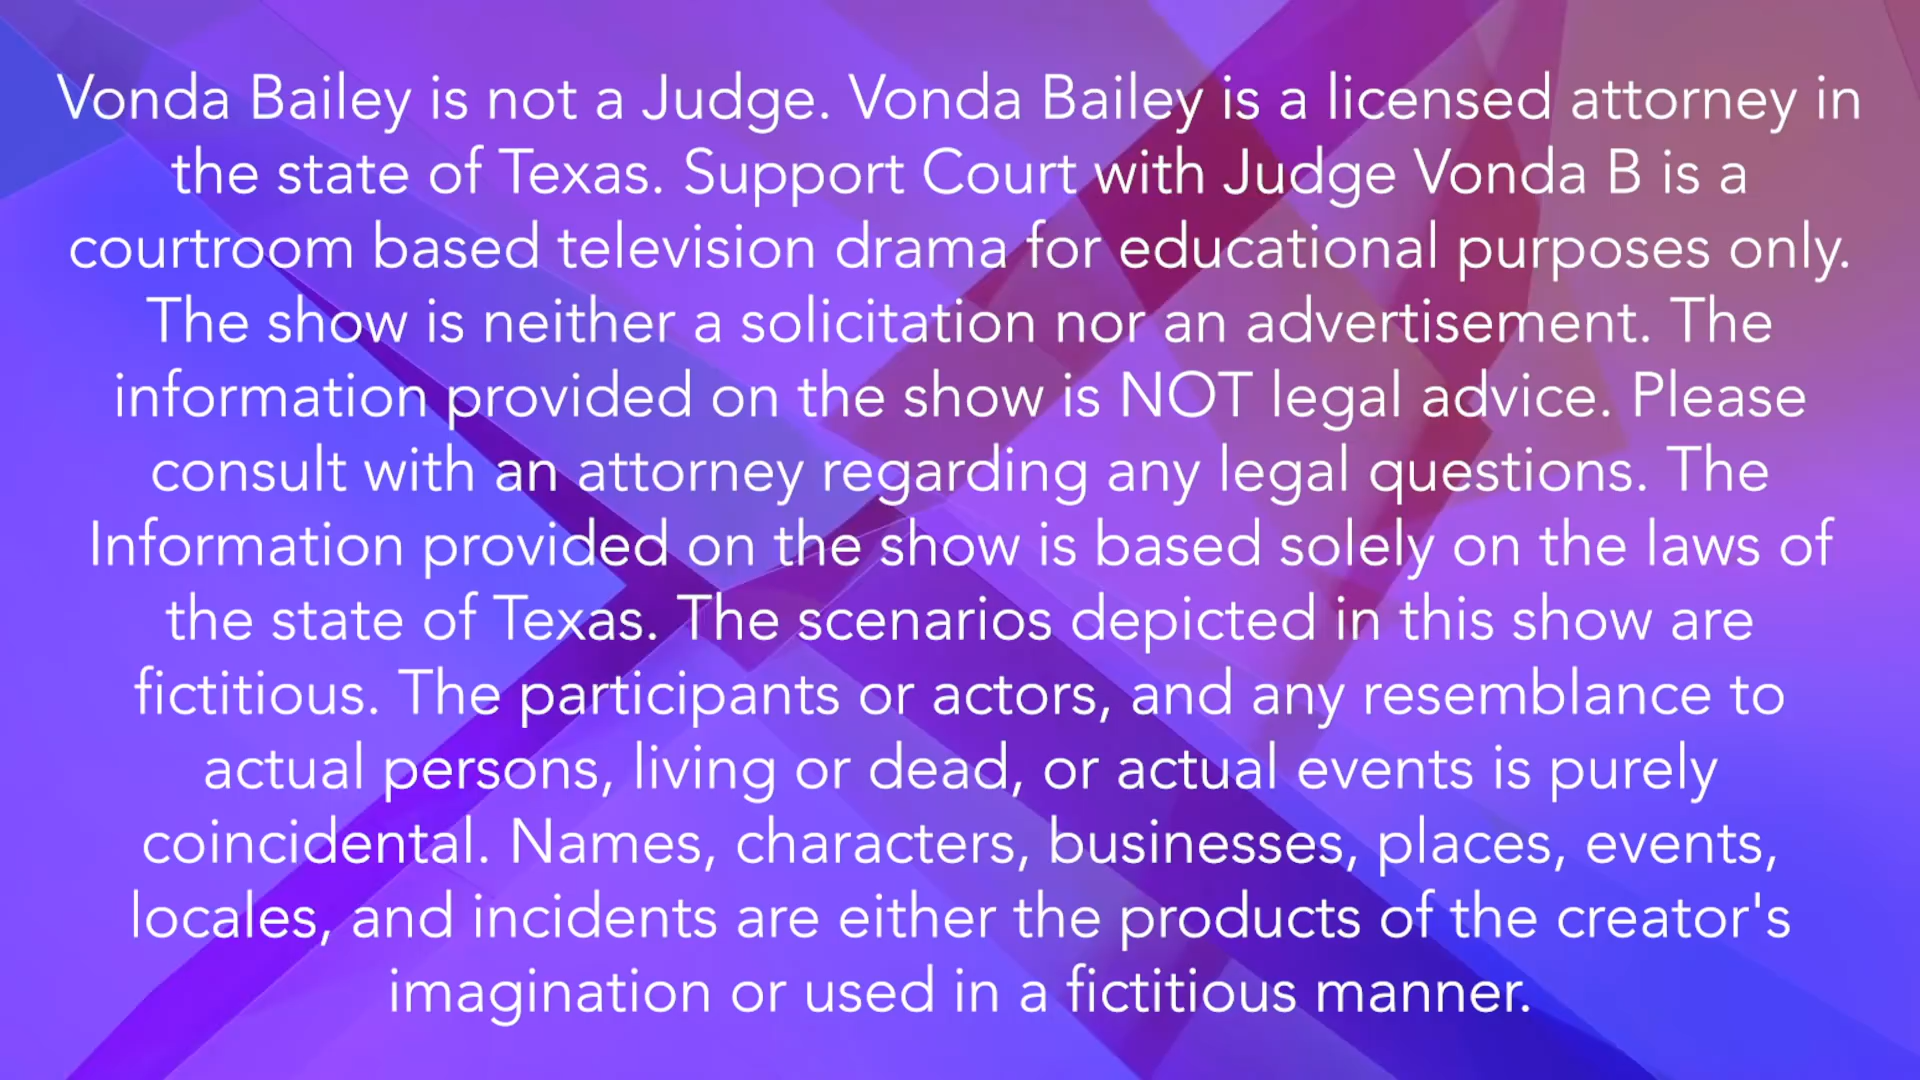 Vonda Bailey is not a Judge. Vonda Bailey is a licensed attorney in
the state of Texas. Support Court with Judge Vonda B is a
courtroom based television drama for educational purposes only.
The show is neither a solicitation nor an advertisement. The
information provided on the show is NOT legal advice. Please
consult with an attorney regarding any legal questions. The
Information provided on the show is based solely on the laws of
the state of Texas. The scenarios depicted in this show are
fictitious. The participants or actors, and any resemblance to
actual persons, living or dead, or actual events is purely
coincidental. Names, characters, businesses, places, events,
locales, and incidents are either the products of the creator's
imagination or used in a fictitious manner.